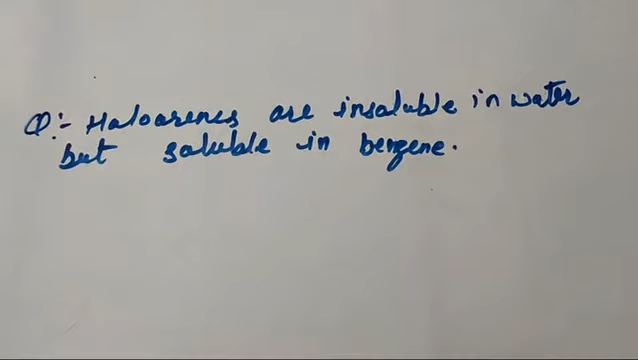 Q:- Haloarenes are insoluble in water
but soluble in benzene.